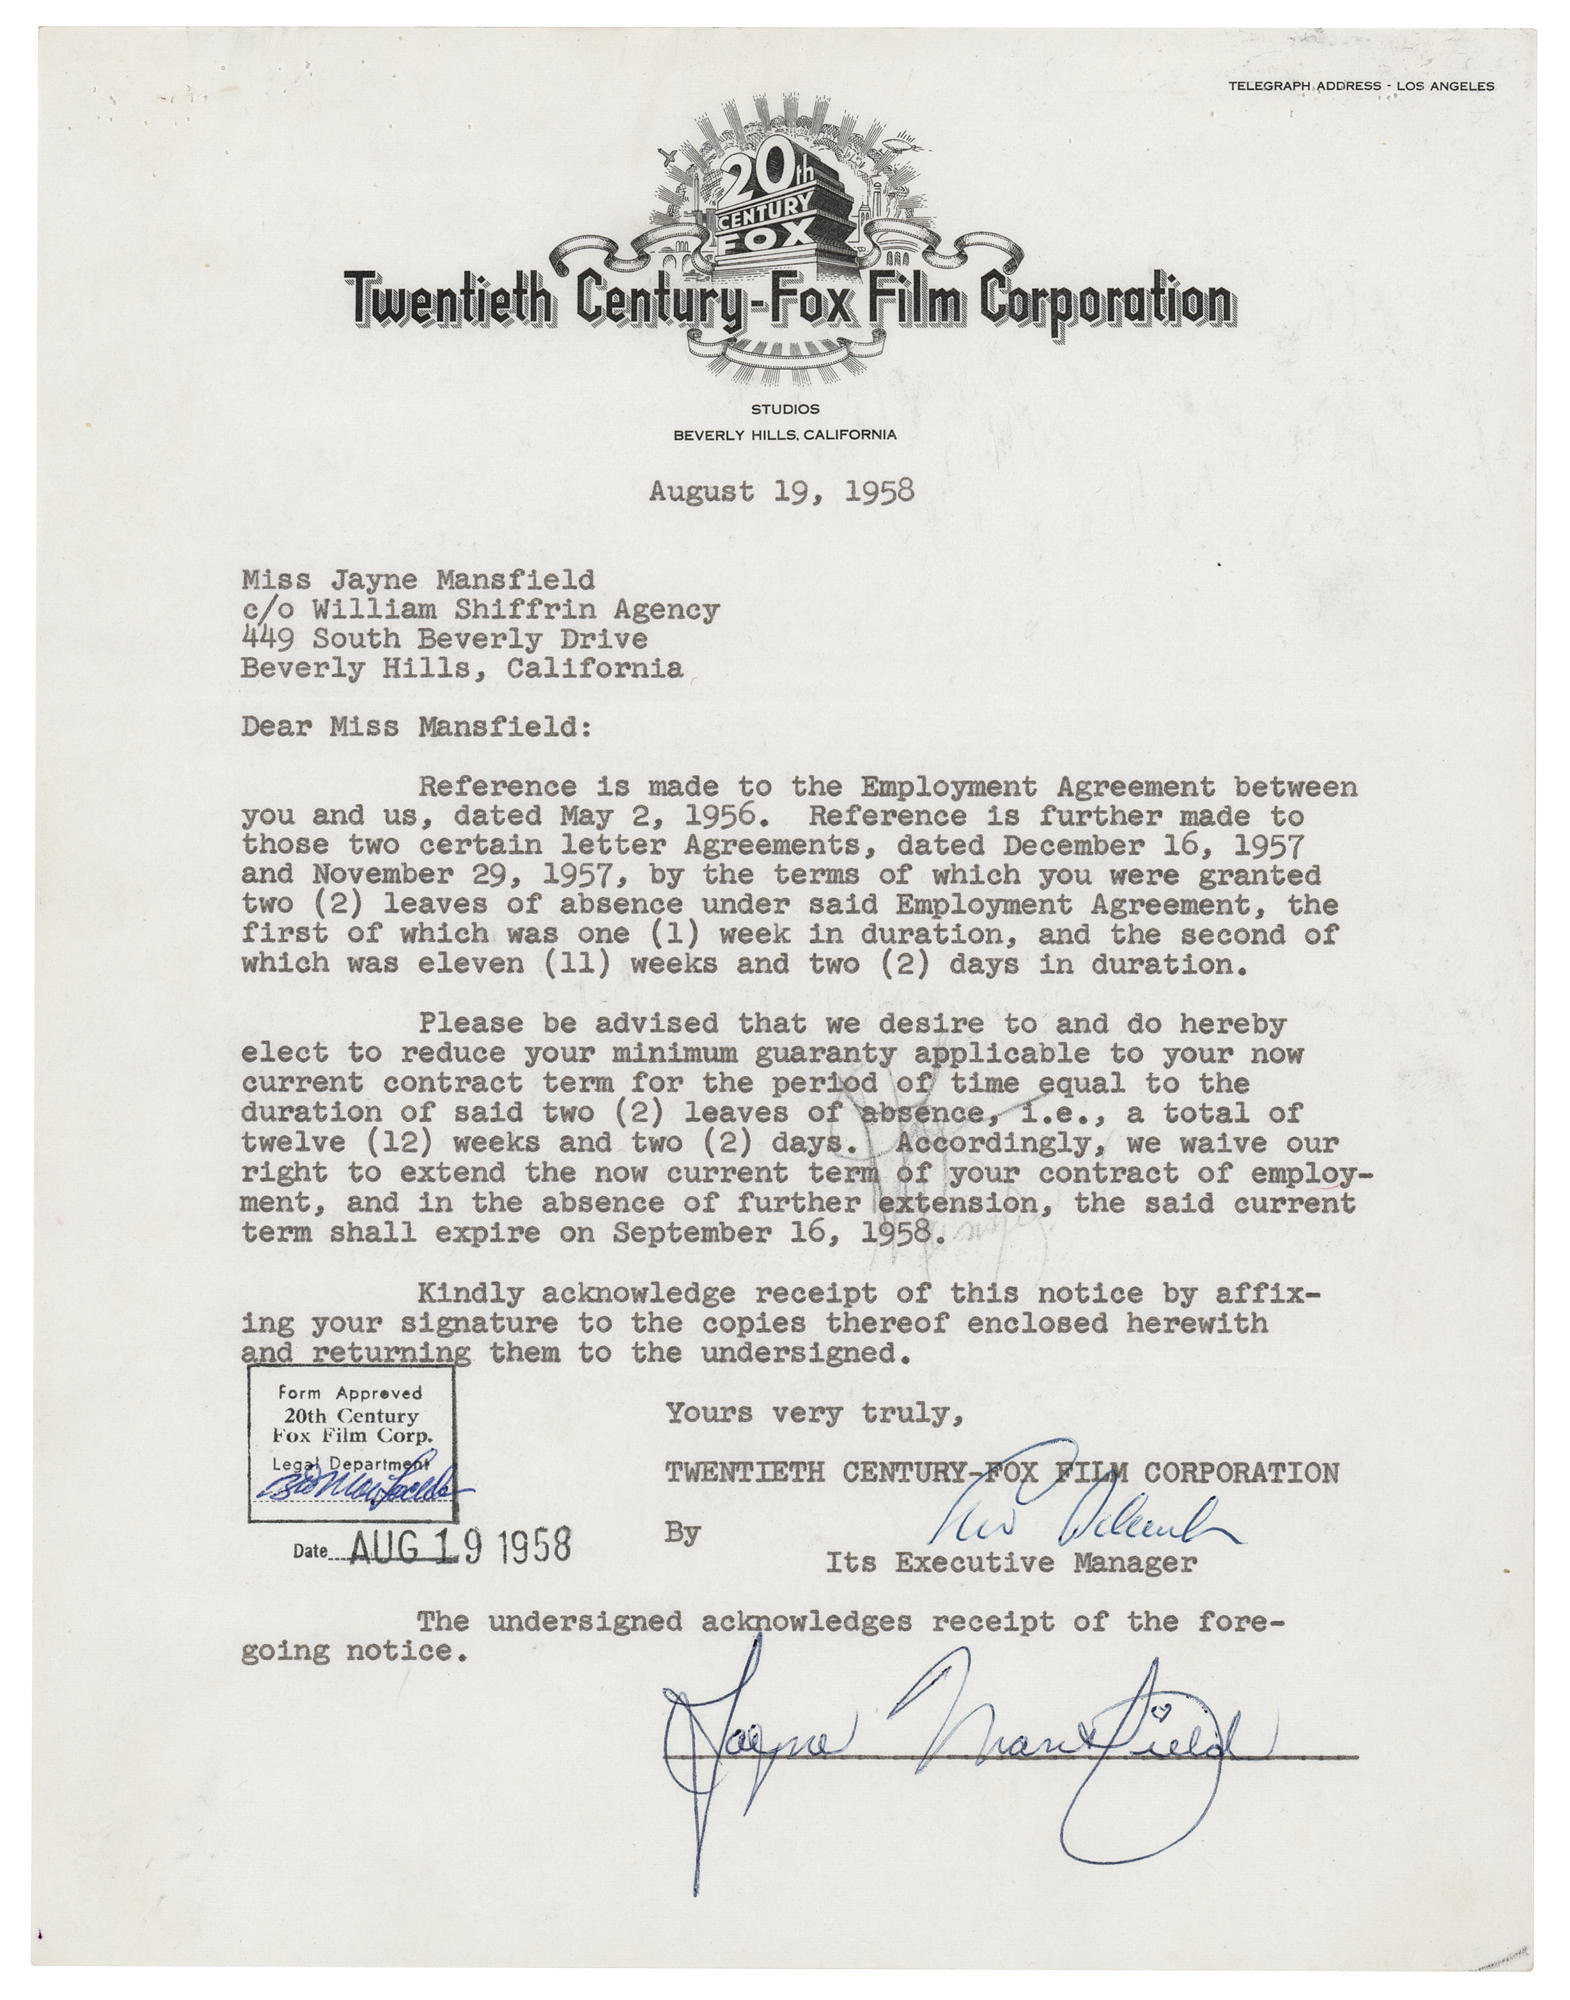 TELEGRAPH ADDRESS - LOS ANGELES
20th
CENTURY
FOX
Twentieth Century-Fox Film Corporation
STUDIOS
BEVERLY HILLS, CALIFORNIA
August 19, 1958
Miss Jayne Mansfield
c/o William Shiffrin Agency
449 South Beverly Drive
Beverly Hills, California
Dear Miss Mansfield:
Reference is made to the Employment Agreement between
you and us, dated May 2, 1956. Reference is further made to
those two certain letter Agreements, dated December 16, 1957
and November 29, 1957, by the terms of which you were granted
two (2) leaves of absence under said Employment Agreement, the
first of which was one (1) week in duration, and the second of
which was eleven (11) weeks and two (2) days in duration.
Please be advised that we desire to and do hereby
elect to reduce your minimum guaranty applicable to your now
current contract term for the period of time equal to the
duration of said two (2) leaves of absence, i.e., a total of
twelve (12) weeks and two (2) days. Accordingly, we waive our
right to extend the now current term of your contract of employ-
ment, and in the absence of further extension, the said current
term shall expire on September 16, 1958.
Kindly acknowledge receipt of this notice by affix-
ing your signature to the copies thereof enclosed herewith
and returning them to the undersigned.
Form Approved
20th Century
Fox Film Corp.
Legal Department
Date AUG 19 1958
Yours very truly,
TWENTIETH CENTURY-FOX FILM CORPORATION
By
Its Executive Manager
The undersigned acknowledges receipt of the fore-
going notice.
Jayne Mansfield